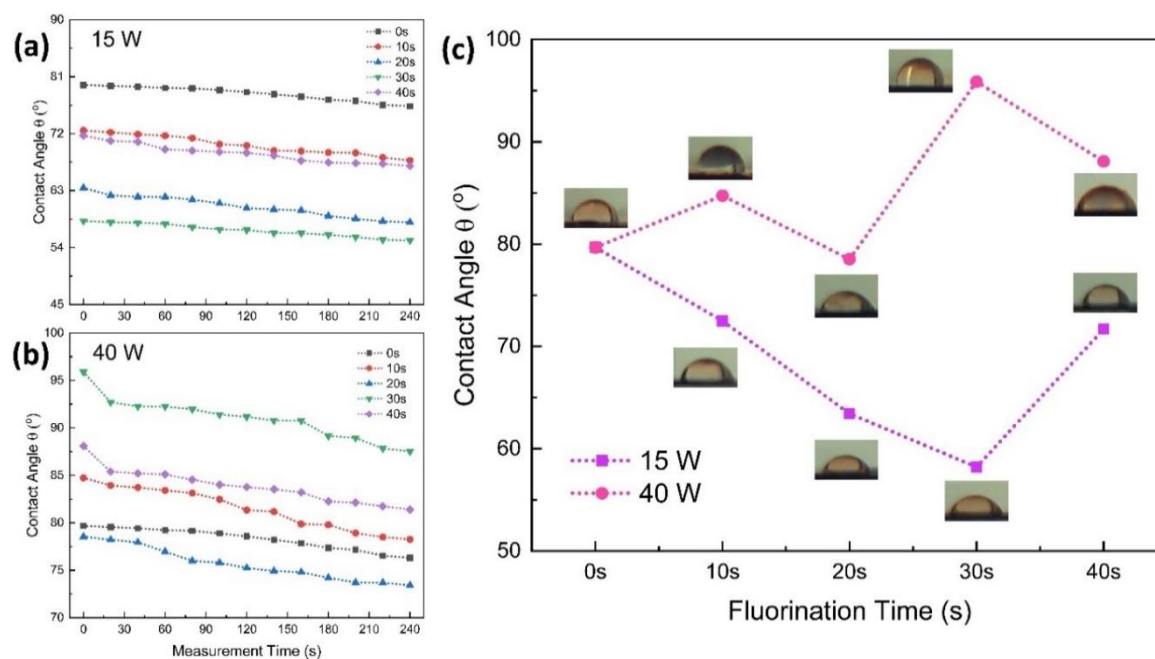 (a)
15 W
0s
10s
20s
30s
40s
90
81
72
63
54
45
Contact Angle θ (°)
0 30 60 90 120 150 180 210 240
(b)
40 W
0s
10s
20s
30s
40s
100
95
90
85
80
75
70
Contact Angle θ (°)
0 30 60 90 120 150 180 210 240
Measurement Time (s)
(c)
100
90
80
70
60
50
Contact Angle θ (°)
15 W
40 W
0s 10s 20s 30s 40s
Fluorination Time (s)